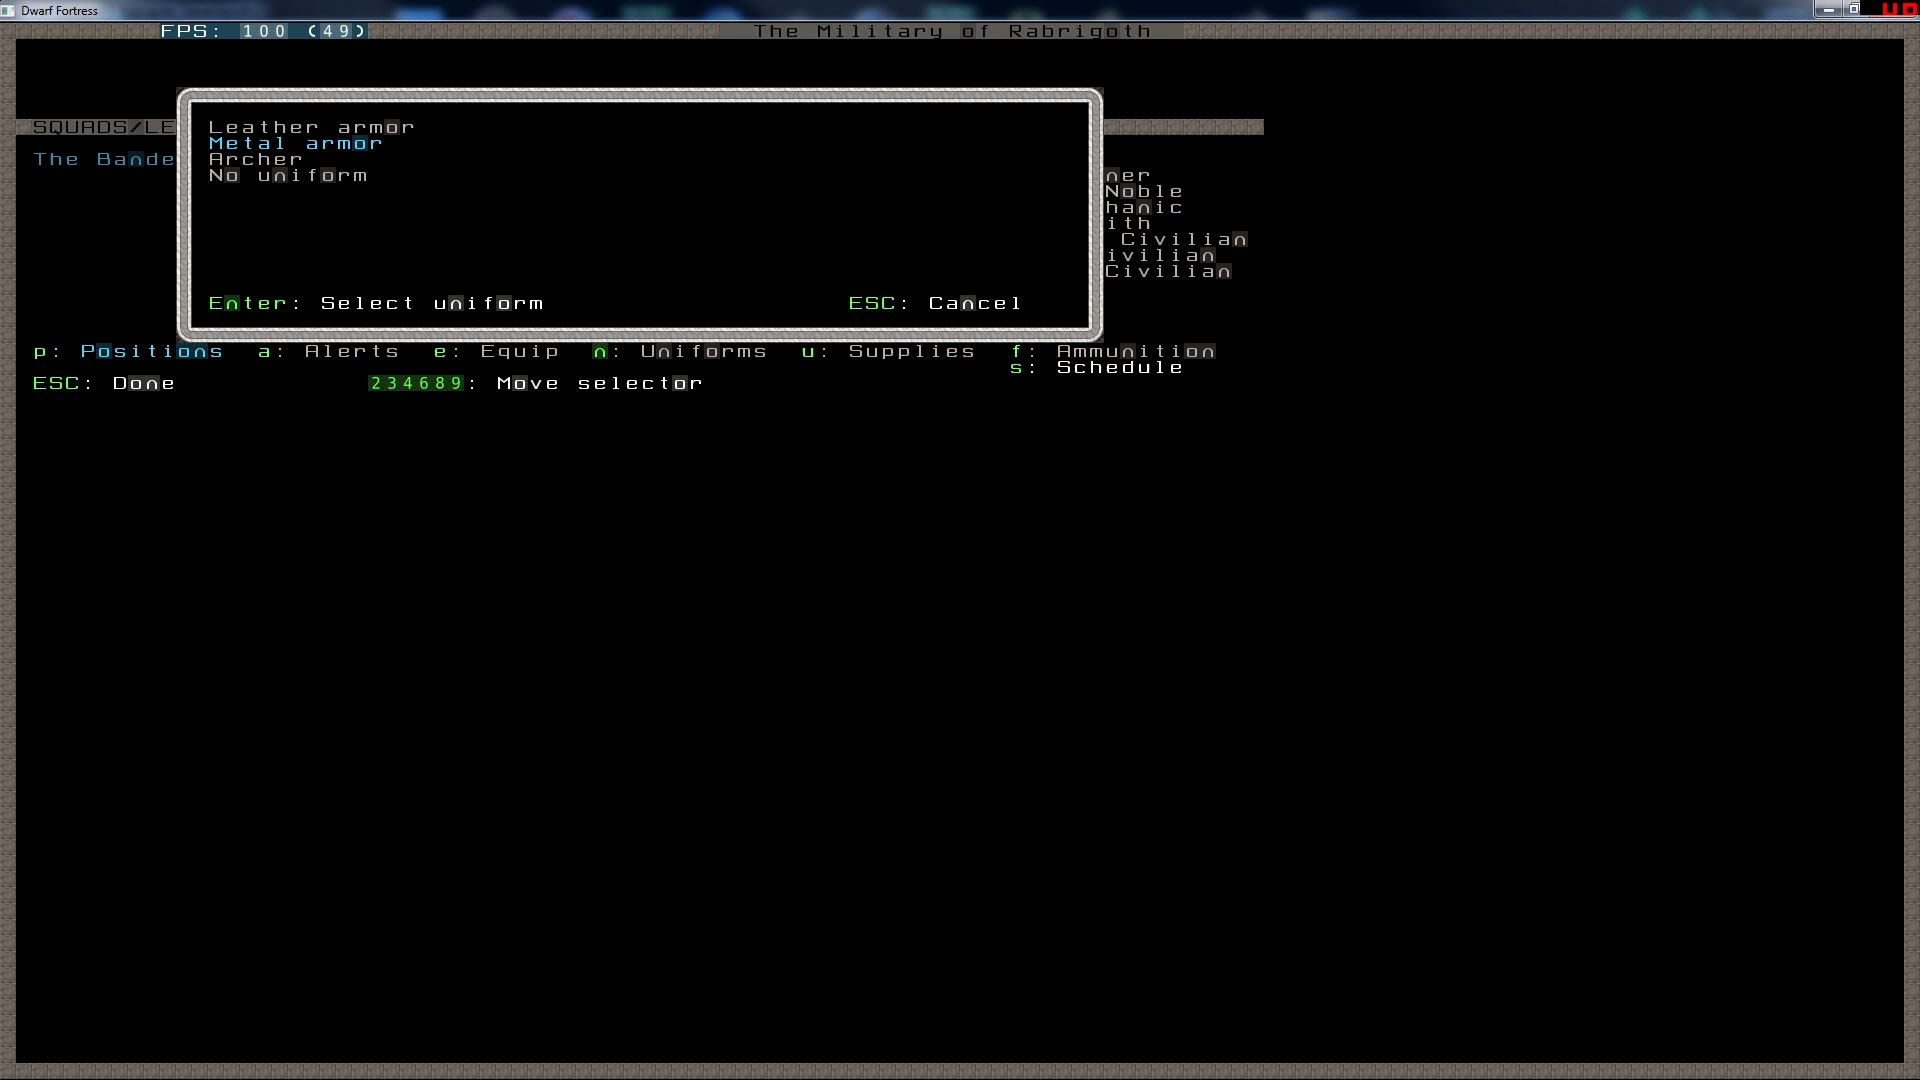 Dwarf Fortress
FPS: 100 (49)
The Military of Rabrigoth
SQUADS/LE
The Bande
Leather armor
Metal armor
Archer
No uniform
Enter: Select uniform
ESC: Cancel
ner
Noble
hanic
ith
Civilian
ivilian
Civilian
p: Positions a: Alerts e: Equip n: Uniforms u: Supplies f: Ammunition
s: Schedule
ESC: Done 234689: Move selector